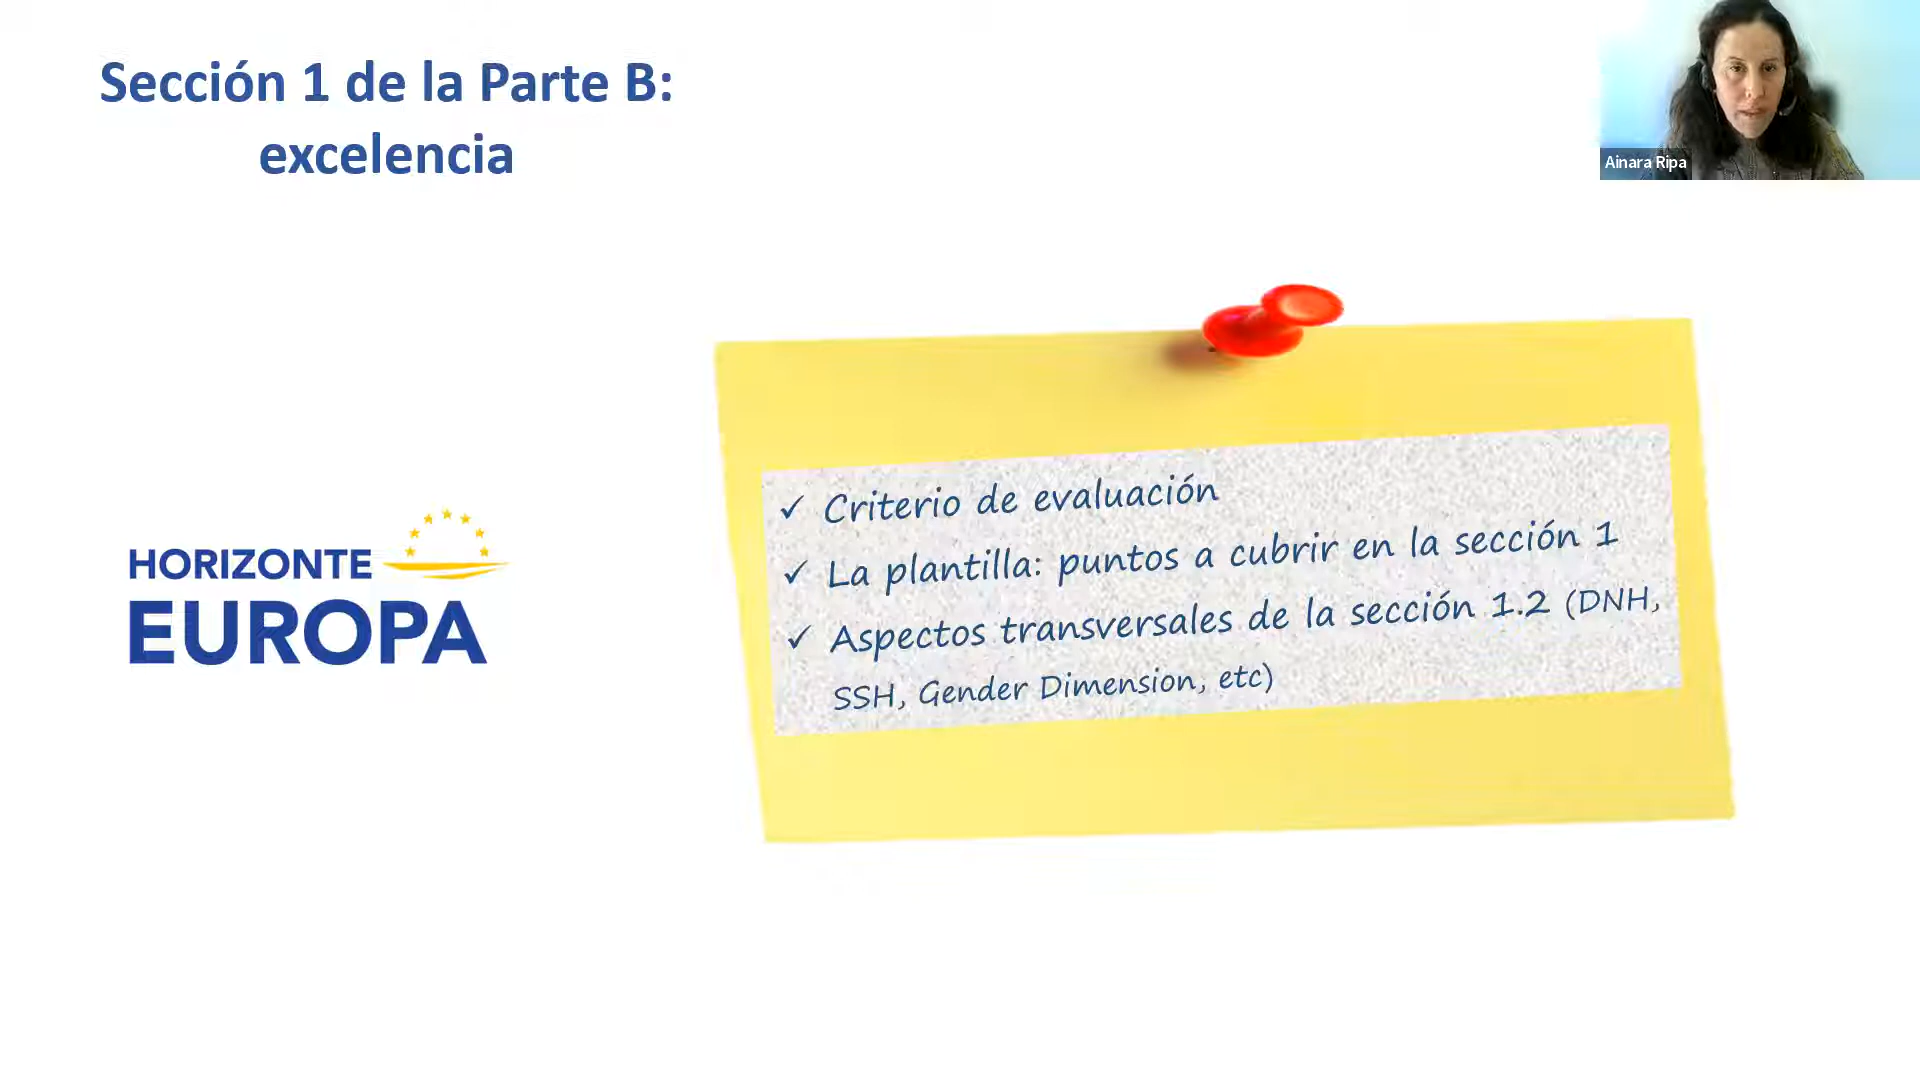 Sección 1 de la Parte B:
excelencia
Ainara Ripa
HORIZONTE
EUROPA
✓ Criterio de evaluación
✓ La plantilla: puntos a cubrir en la sección 1
✓ Aspectos transversales de la sección 1.2 (DNH,
SSH, Gender Dimension, etc)